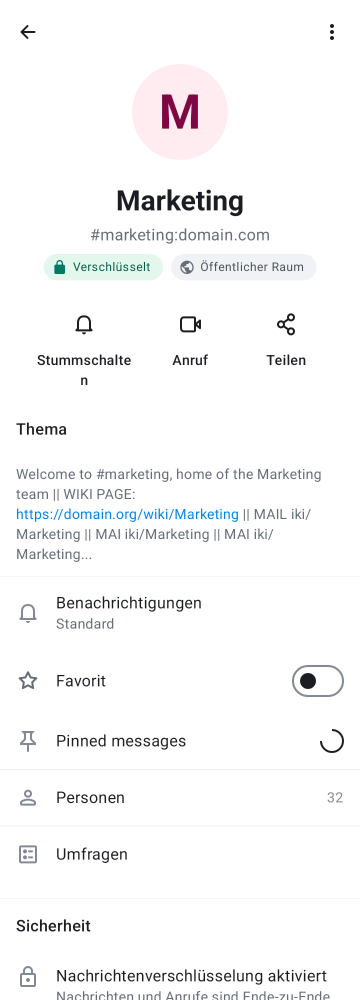 M
Marketing
#marketing:domain.com
Verschlüsselt
Öffentlicher Raum
Stummschalte
n
Anruf
Teilen
Thema
Welcome to #marketing, home of the Marketing
team || WIKI PAGE:
https://domain.org/wiki/Marketing || MAIL iki/
Marketing || MAI iki/Marketing || MAI iki/
Marketing...
Benachrichtigungen
Standard
Favorit
Pinned messages
Personen
32
Umfragen
Sicherheit
Nachrichtenverschlüsselung aktiviert
Nachrichten und Anrufe sind Ende-zu-Ende